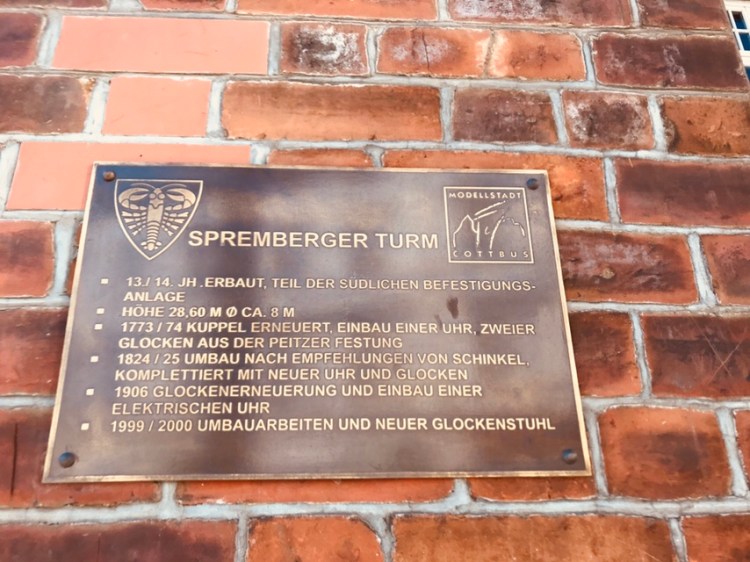 MODELLSTADT
COTTBUS
SPREMBERGER TURM
▪ 13./ 14. JH .ERBAUT, TEIL DER SÜDLICHEN BEFESTIGUNGS-
ANLAGE
▪ HÖHE 28,60 M Ø CA. 8 M
▪ 1773 / 74 KUPPEL ERNEUERT, EINBAU EINER UHR, ZWEIER
GLOCKEN AUS DER PEITZER FESTUNG
▪ 1824 / 25 UMBAU NACH EMPFEHLUNGEN VON SCHINKEL,
KOMPLETTIERT MIT NEUER UHR UND GLOCKEN
▪ 1906 GLOCKENERNEUERUNG UND EINBAU EINER
ELEKTRISCHEN UHR
▪ 1999 / 2000 UMBAUARBEITEN UND NEUER GLOCKENSTUHL